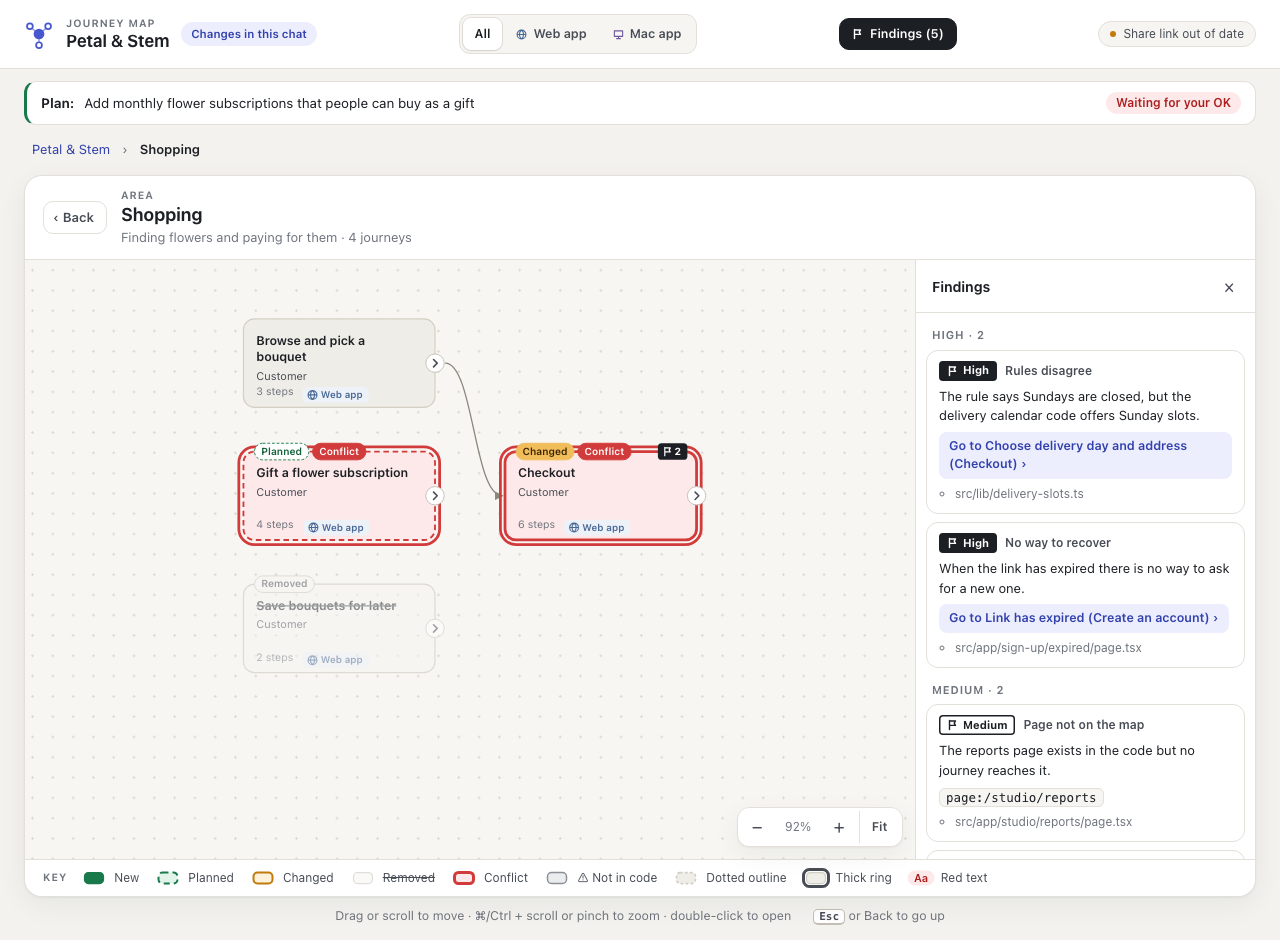 JOURNEY MAP
Petal & Stem
Changes in this chat
All
Web app
Mac app
Findings (5)
Share link out of date
Plan: Add monthly flower subscriptions that people can buy as a gift
Waiting for your OK
Petal & Stem › Shopping
‹ Back
AREA
Shopping
Finding flowers and paying for them · 4 journeys
Browse and pick a
bouquet
Customer
3 steps Web app
Planned Conflict
Gift a flower subscription
Customer
4 steps Web app
Changed Conflict 2
Checkout
Customer
6 steps Web app
Removed
Save bouquets for later
Customer
2 steps Web app
− 92% + Fit
Findings ×
HIGH · 2
High Rules disagree
The rule says Sundays are closed, but the
delivery calendar code offers Sunday slots.
Go to Choose delivery day and address
(Checkout) ›
src/lib/delivery-slots.ts
High No way to recover
When the link has expired there is no way to ask
for a new one.
Go to Link has expired (Create an account) ›
src/app/sign-up/expired/page.tsx
MEDIUM · 2
Medium Page not on the map
The reports page exists in the code but no
journey reaches it.
page:/studio/reports
src/app/studio/reports/page.tsx
KEY New Planned Changed Removed Conflict ⚠ Not in code Dotted outline Thick ring Aa Red text
Drag or scroll to move · ⌘/Ctrl + scroll or pinch to zoom · double-click to open Esc or Back to go up